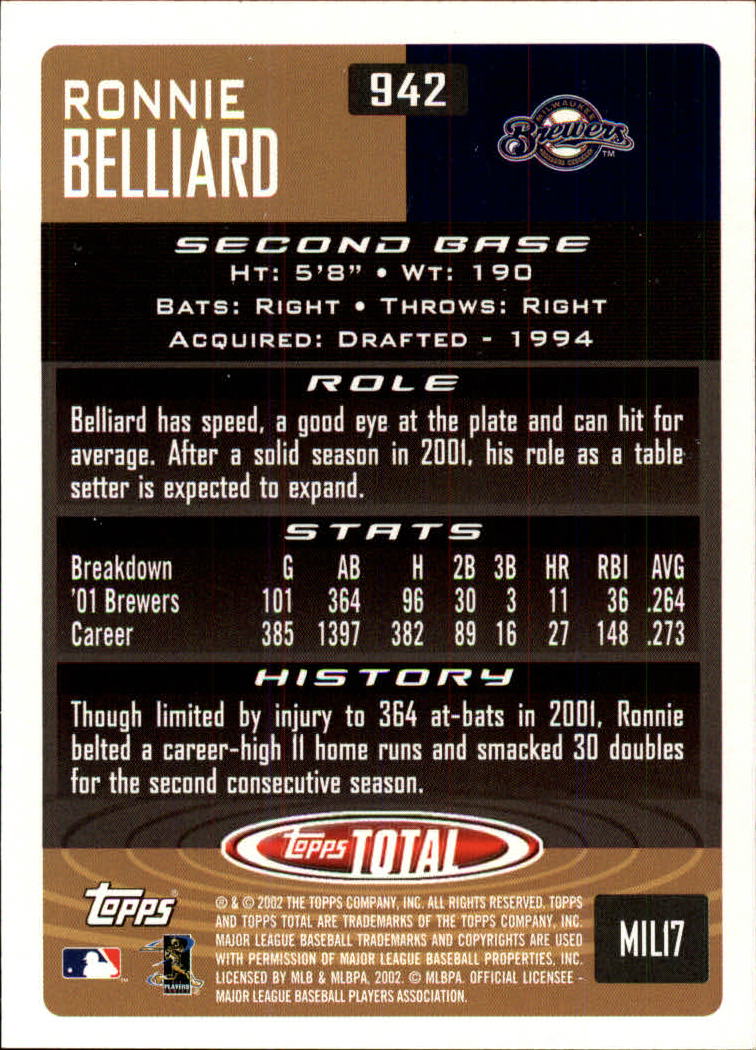 RONNIE
BELLIARD
942
MILWAUKEE
Brewers
TM
SECOND BASE
HT: 5'8" • WT: 190
BATS: RIGHT • THROWS: RIGHT
ACQUIRED: DRAFTED - 1994
ROLE
Belliard has speed, a good eye at the plate and can hit for
average. After a solid season in 2001, his role as a table
setter is expected to expand.
STATS
Breakdown G AB H 2B 3B HR RBI AVG
'01 Brewers 101 364 96 30 3 11 36 .264
Career 385 1397 382 89 16 27 148 .273
HISTORY
Though limited by injury to 364 at-bats in 2001, Ronnie
belted a career-high 11 home runs and smacked 30 doubles
for the second consecutive season.
Topps TOTAL
Topps®
® & © 2002 THE TOPPS COMPANY, INC. ALL RIGHTS RESERVED. TOPPS
AND TOPPS TOTAL ARE TRADEMARKS OF THE TOPPS COMPANY, INC.
MAJOR LEAGUE BASEBALL TRADEMARKS AND COPYRIGHTS ARE USED
WITH PERMISSION OF MAJOR LEAGUE BASEBALL PROPERTIES, INC.
LICENSED BY MLB & MLBPA, 2002. © MLBPA. OFFICIAL LICENSEE -
MAJOR LEAGUE BASEBALL PLAYERS ASSOCIATION.
PLAYERS
MIL17